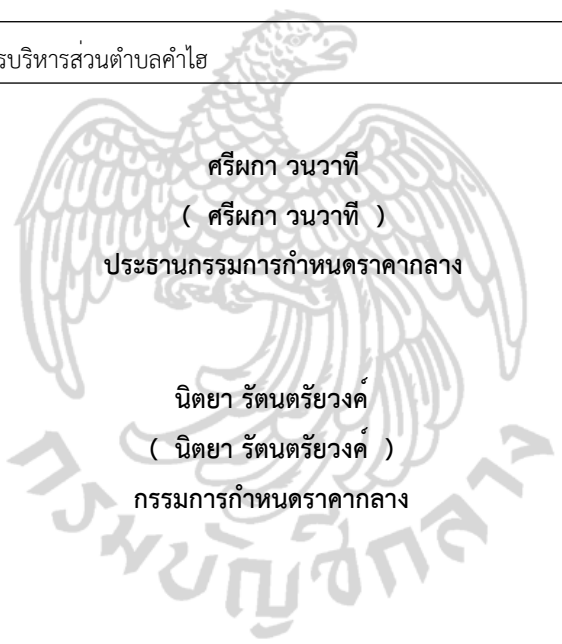 รบริหารส่วนตำบลคำไฮ
ศรีผกา วนวาที
( ศรีผกา วนวาที )
ประธานกรรมการกำหนดราคากลาง
นิตยา รัตนตรัยวงค์
( นิตยา รัตนตรัยวงค์ )
กรรมการกำหนดราคากลาง
กรมบัญชีกลาง